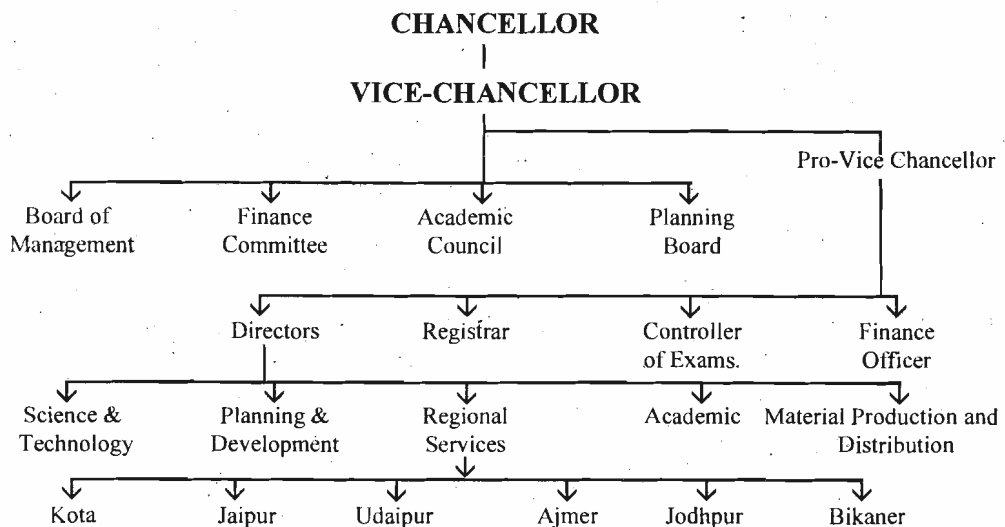 CHANCELLOR
VICE-CHANCELLOR
Pro-Vice Chancellor
Board of
Management
Finance
Committee
Academic
Council
Planning
Board
Directors
Registrar
Controller
of Exams.
Finance
Officer
Science &
Technology
Planning &
Development
Regional
Services
Academic
Material Production and
Distribution
Kota
Jaipur
Udaipur
Ajmer
Jodhpur
Bikaner